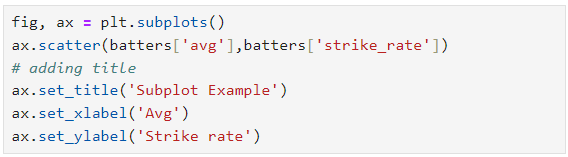 fig, ax = plt.subplots()
ax.scatter(batters['avg'],batters['strike_rate'])
# adding title
ax.set_title('Subplot Example')
ax.set_xlabel('Avg')
ax.set_ylabel('Strike rate')